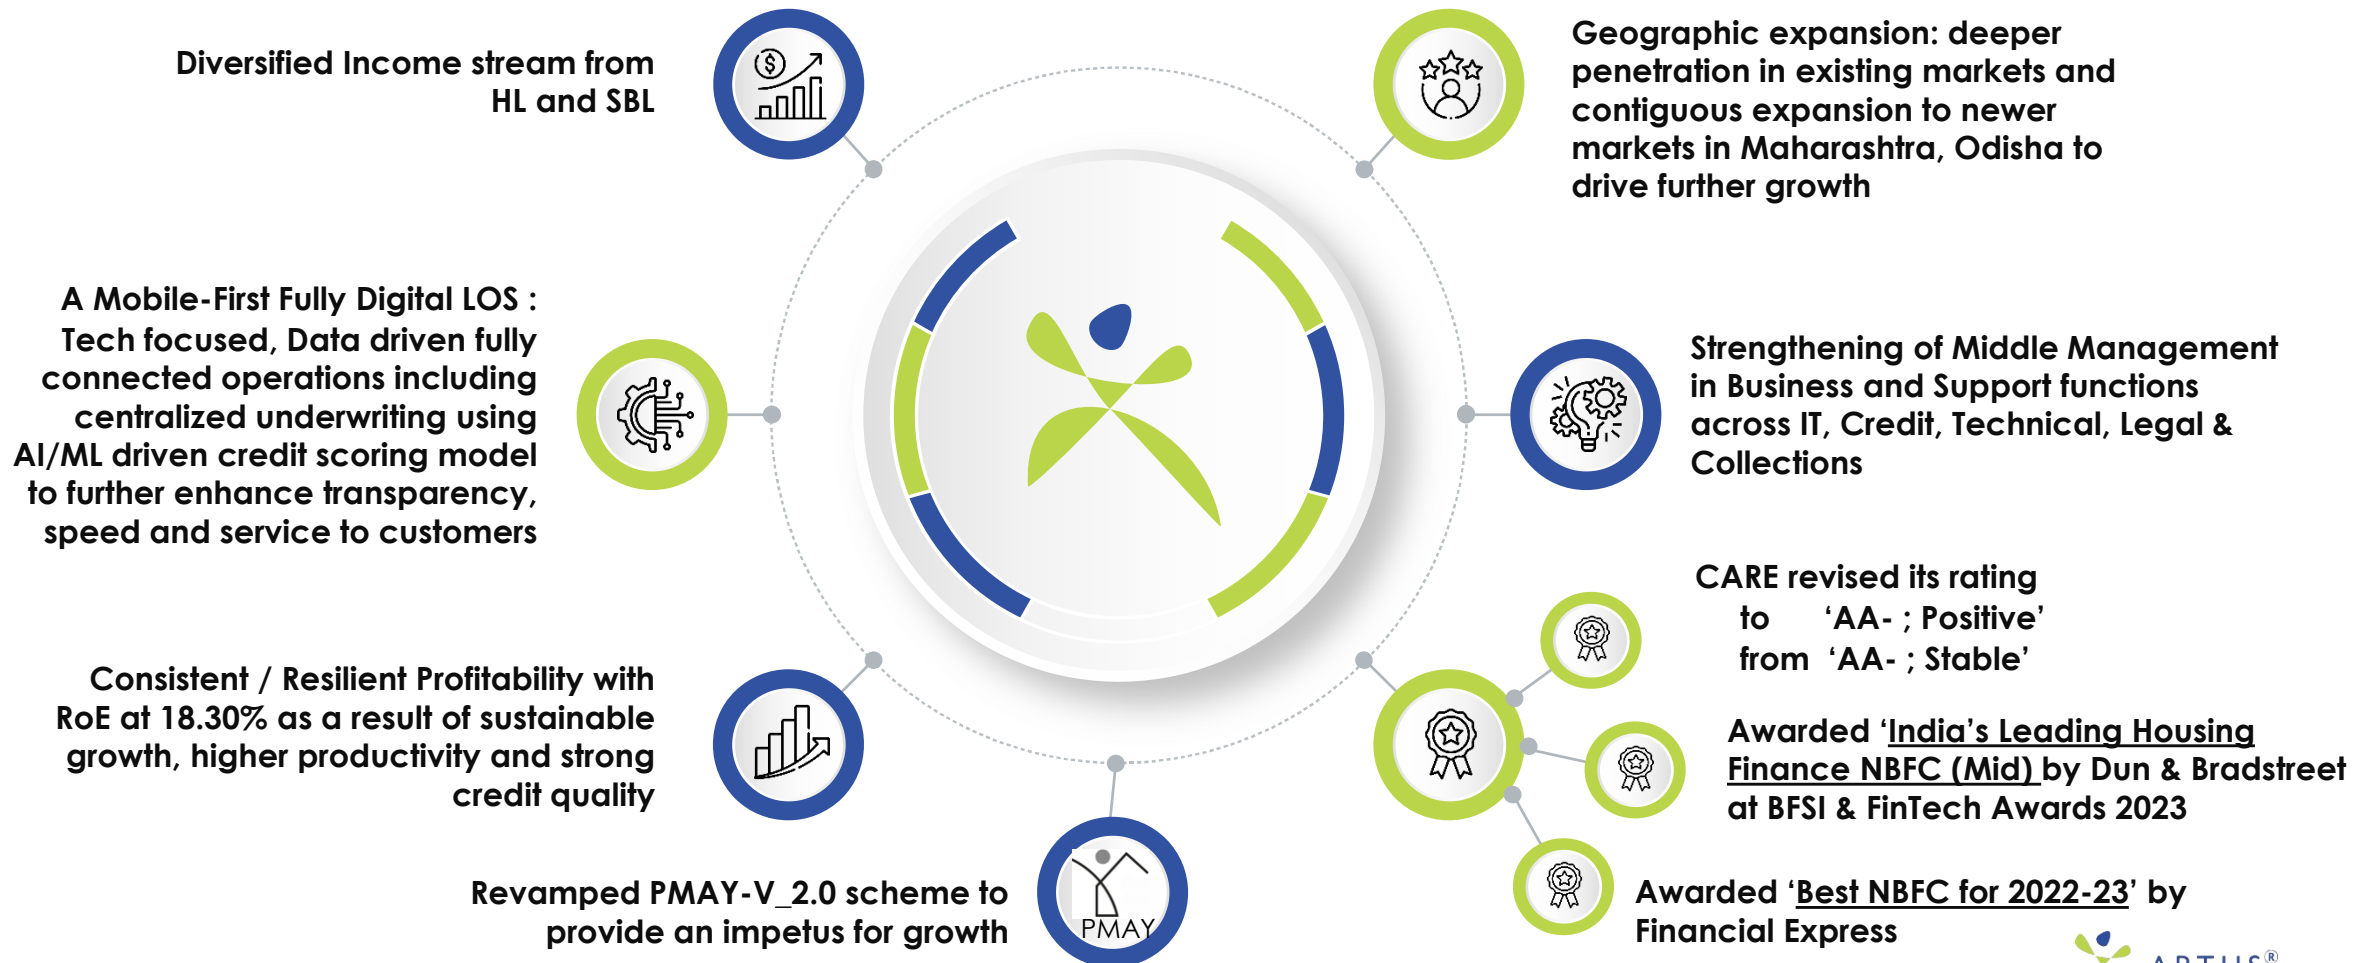 Diversified Income stream from
HL and SBL
Geographic expansion: deeper
penetration in existing markets and
contiguous expansion to newer
markets in Maharashtra, Odisha to
drive further growth
A Mobile-First Fully Digital LOS :
Tech focused, Data driven fully
connected operations including
centralized underwriting using
AI/ML driven credit scoring model
to further enhance transparency,
speed and service to customers
Strengthening of Middle Management
in Business and Support functions
across IT, Credit, Technical, Legal &
Collections
Consistent / Resilient Profitability with
RoE at 18.30% as a result of sustainable
growth, higher productivity and strong
credit quality
CARE revised its rating
to ‘AA- ; Positive’
from ‘AA- ; Stable’
Awarded ‘India’s Leading Housing
Finance NBFC (Mid) by Dun & Bradstreet
at BFSI & FinTech Awards 2023
Revamped PMAY-V_2.0 scheme to
provide an impetus for growth
PMAY
Awarded ‘Best NBFC for 2022-23’ by
Financial Express